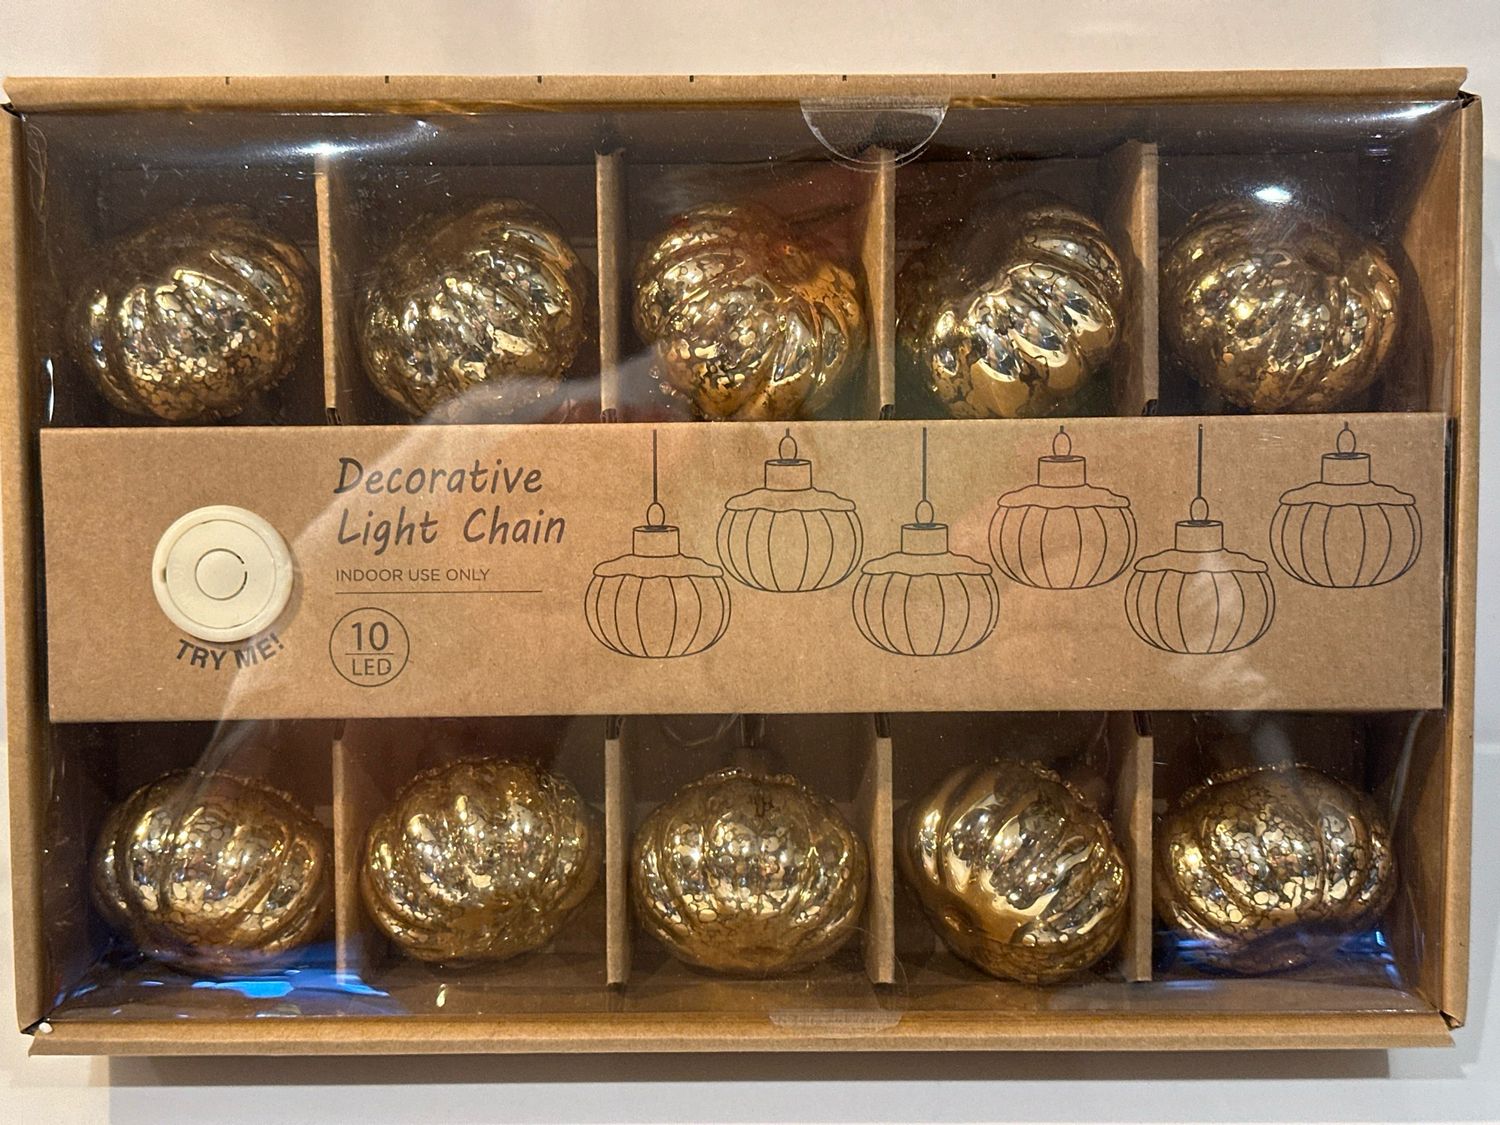 Decorative
Light Chain
INDOOR USE ONLY
TRY ME!
10
LED